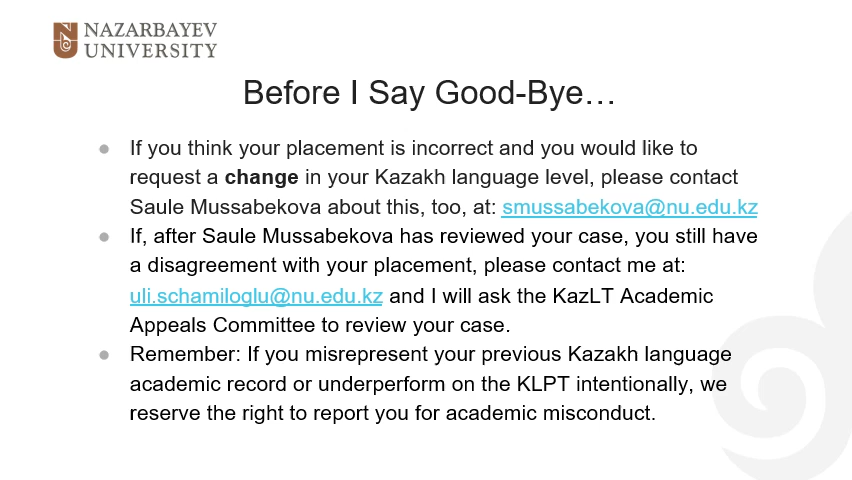 NAZARBAYEV
UNIVERSITY
Before I Say Good-Bye…
● If you think your placement is incorrect and you would like to
request a change in your Kazakh language level, please contact
Saule Mussabekova about this, too, at: smussabekova@nu.edu.kz
● If, after Saule Mussabekova has reviewed your case, you still have
a disagreement with your placement, please contact me at:
uli.schamiloglu@nu.edu.kz and I will ask the KazLT Academic
Appeals Committee to review your case.
● Remember: If you misrepresent your previous Kazakh language
academic record or underperform on the KLPT intentionally, we
reserve the right to report you for academic misconduct.